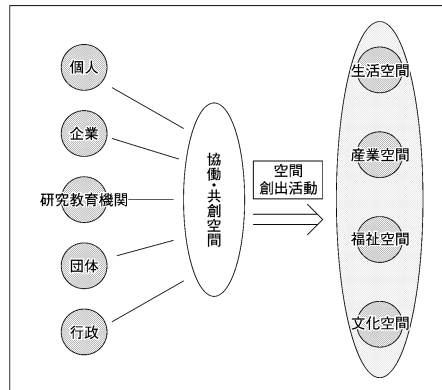 個人
企業
研究教育機関
団体
行政
協働・共創空間
空間
創出活動
生活空間
産業空間
福祉空間
文化空間